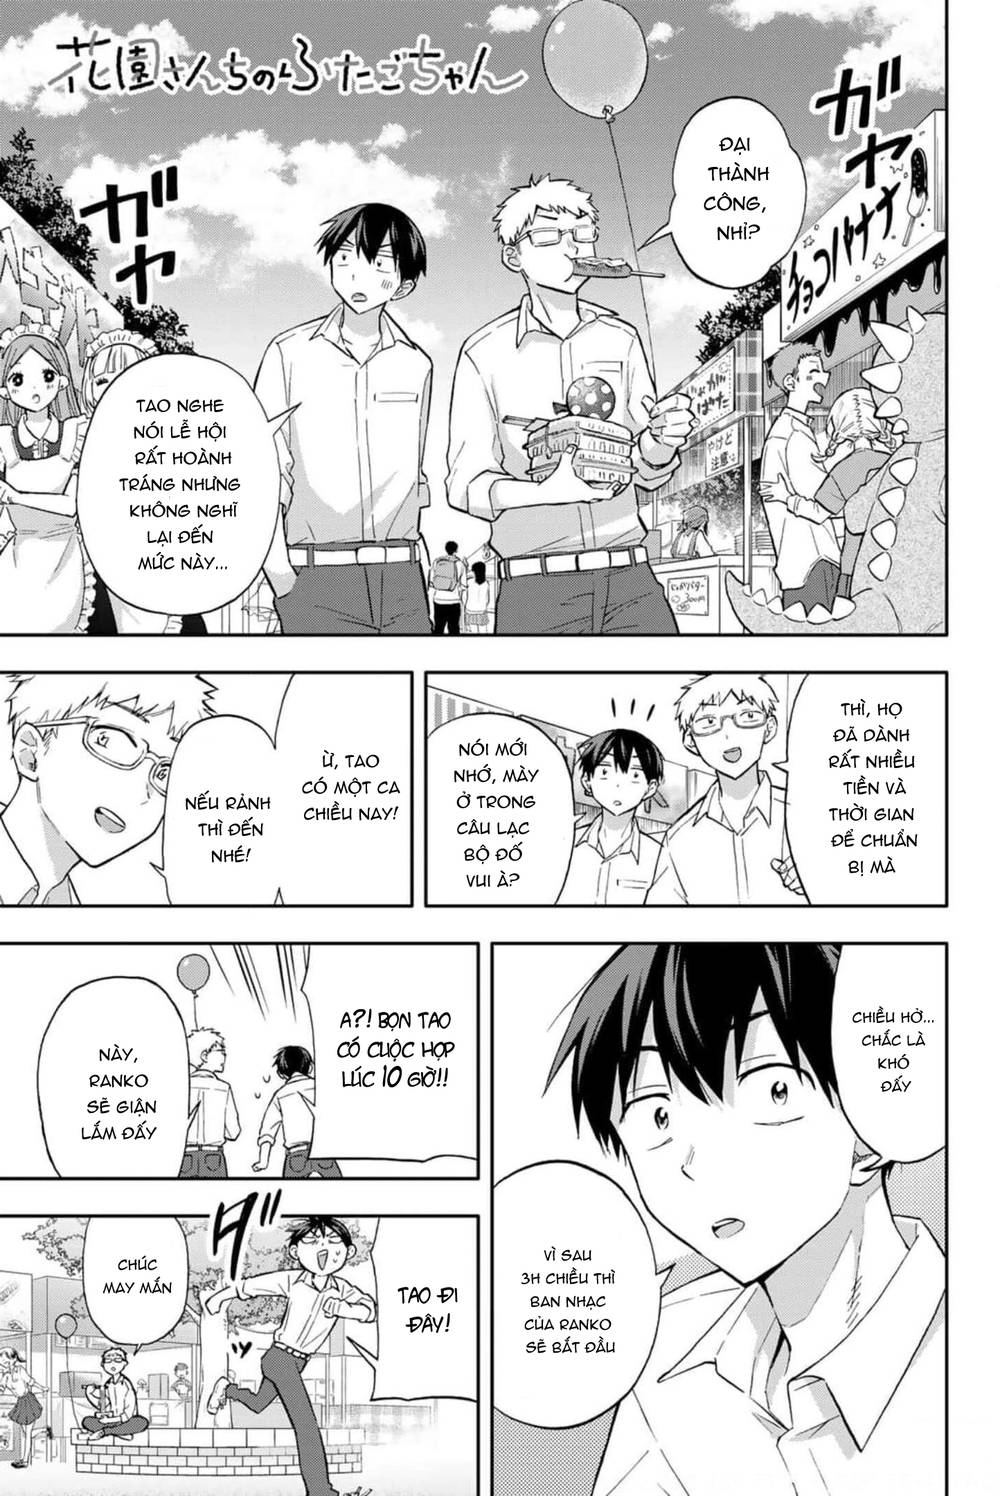 花園さんちのふたごちゃん
ガヤ
ガヤ
ĐẠI
THÀNH
CÔNG,
NHỈ?
チョコバナナ
やけど
注意
TAO NGHE
NÓI LỄ HỘI
RẤT HOÀNH
TRÁNG NHƯNG
KHÔNG NGHĨ
LẠI ĐẾN
MỨC NÀY...
THÌ, HỌ
ĐÃ DÀNH
RẤT NHIỀU
TIỀN VÀ
THỜI GIAN
ĐỂ CHUẨN
BỊ MÀ
NÓI MỚI
NHỚ, MÀY
Ở TRONG
CÂU LẠC
BỘ ĐỐ
VUI À?
Ừ, TAO
CÓ MỘT CA
CHIỀU NAY!
NẾU RẢNH
THÌ ĐẾN
NHÉ!
CHIỀU HỜ...
CHẮC LÀ
KHÓ
ĐẤY
VÌ SAU
3H CHIỀU THÌ
BAN NHẠC
CỦA RANKO
SẼ BẮT ĐẦU
A?! BỌN TAO
CÓ CUỘC HỌP
LÚC 10 GIỜ!!
NÀY,
RANKO
SẼ GIẬN
LẮM ĐẤY
ダッ
TAO ĐI
ĐÂY!
CHÚC
MAY MẮN